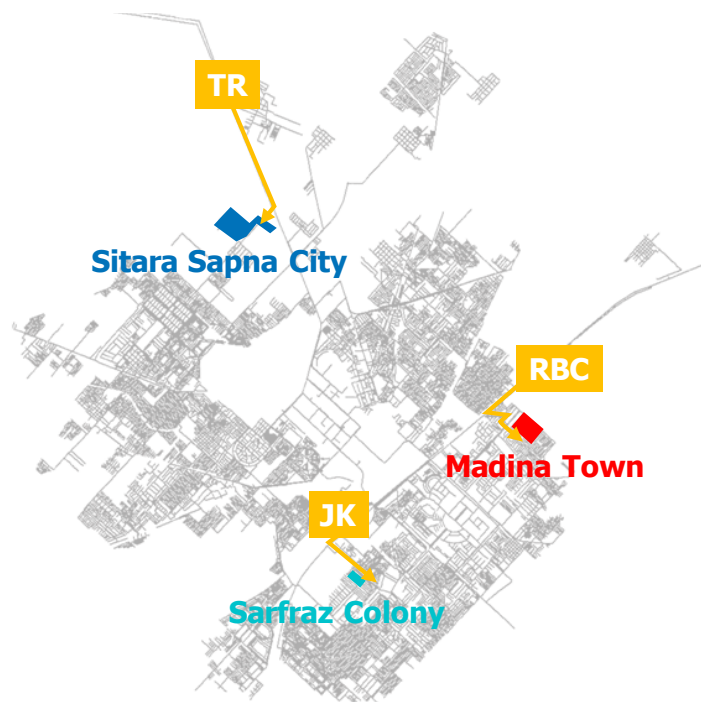 TR
Sitara Sapna City
RBC
Madina Town
JK
Sarfraz Colony